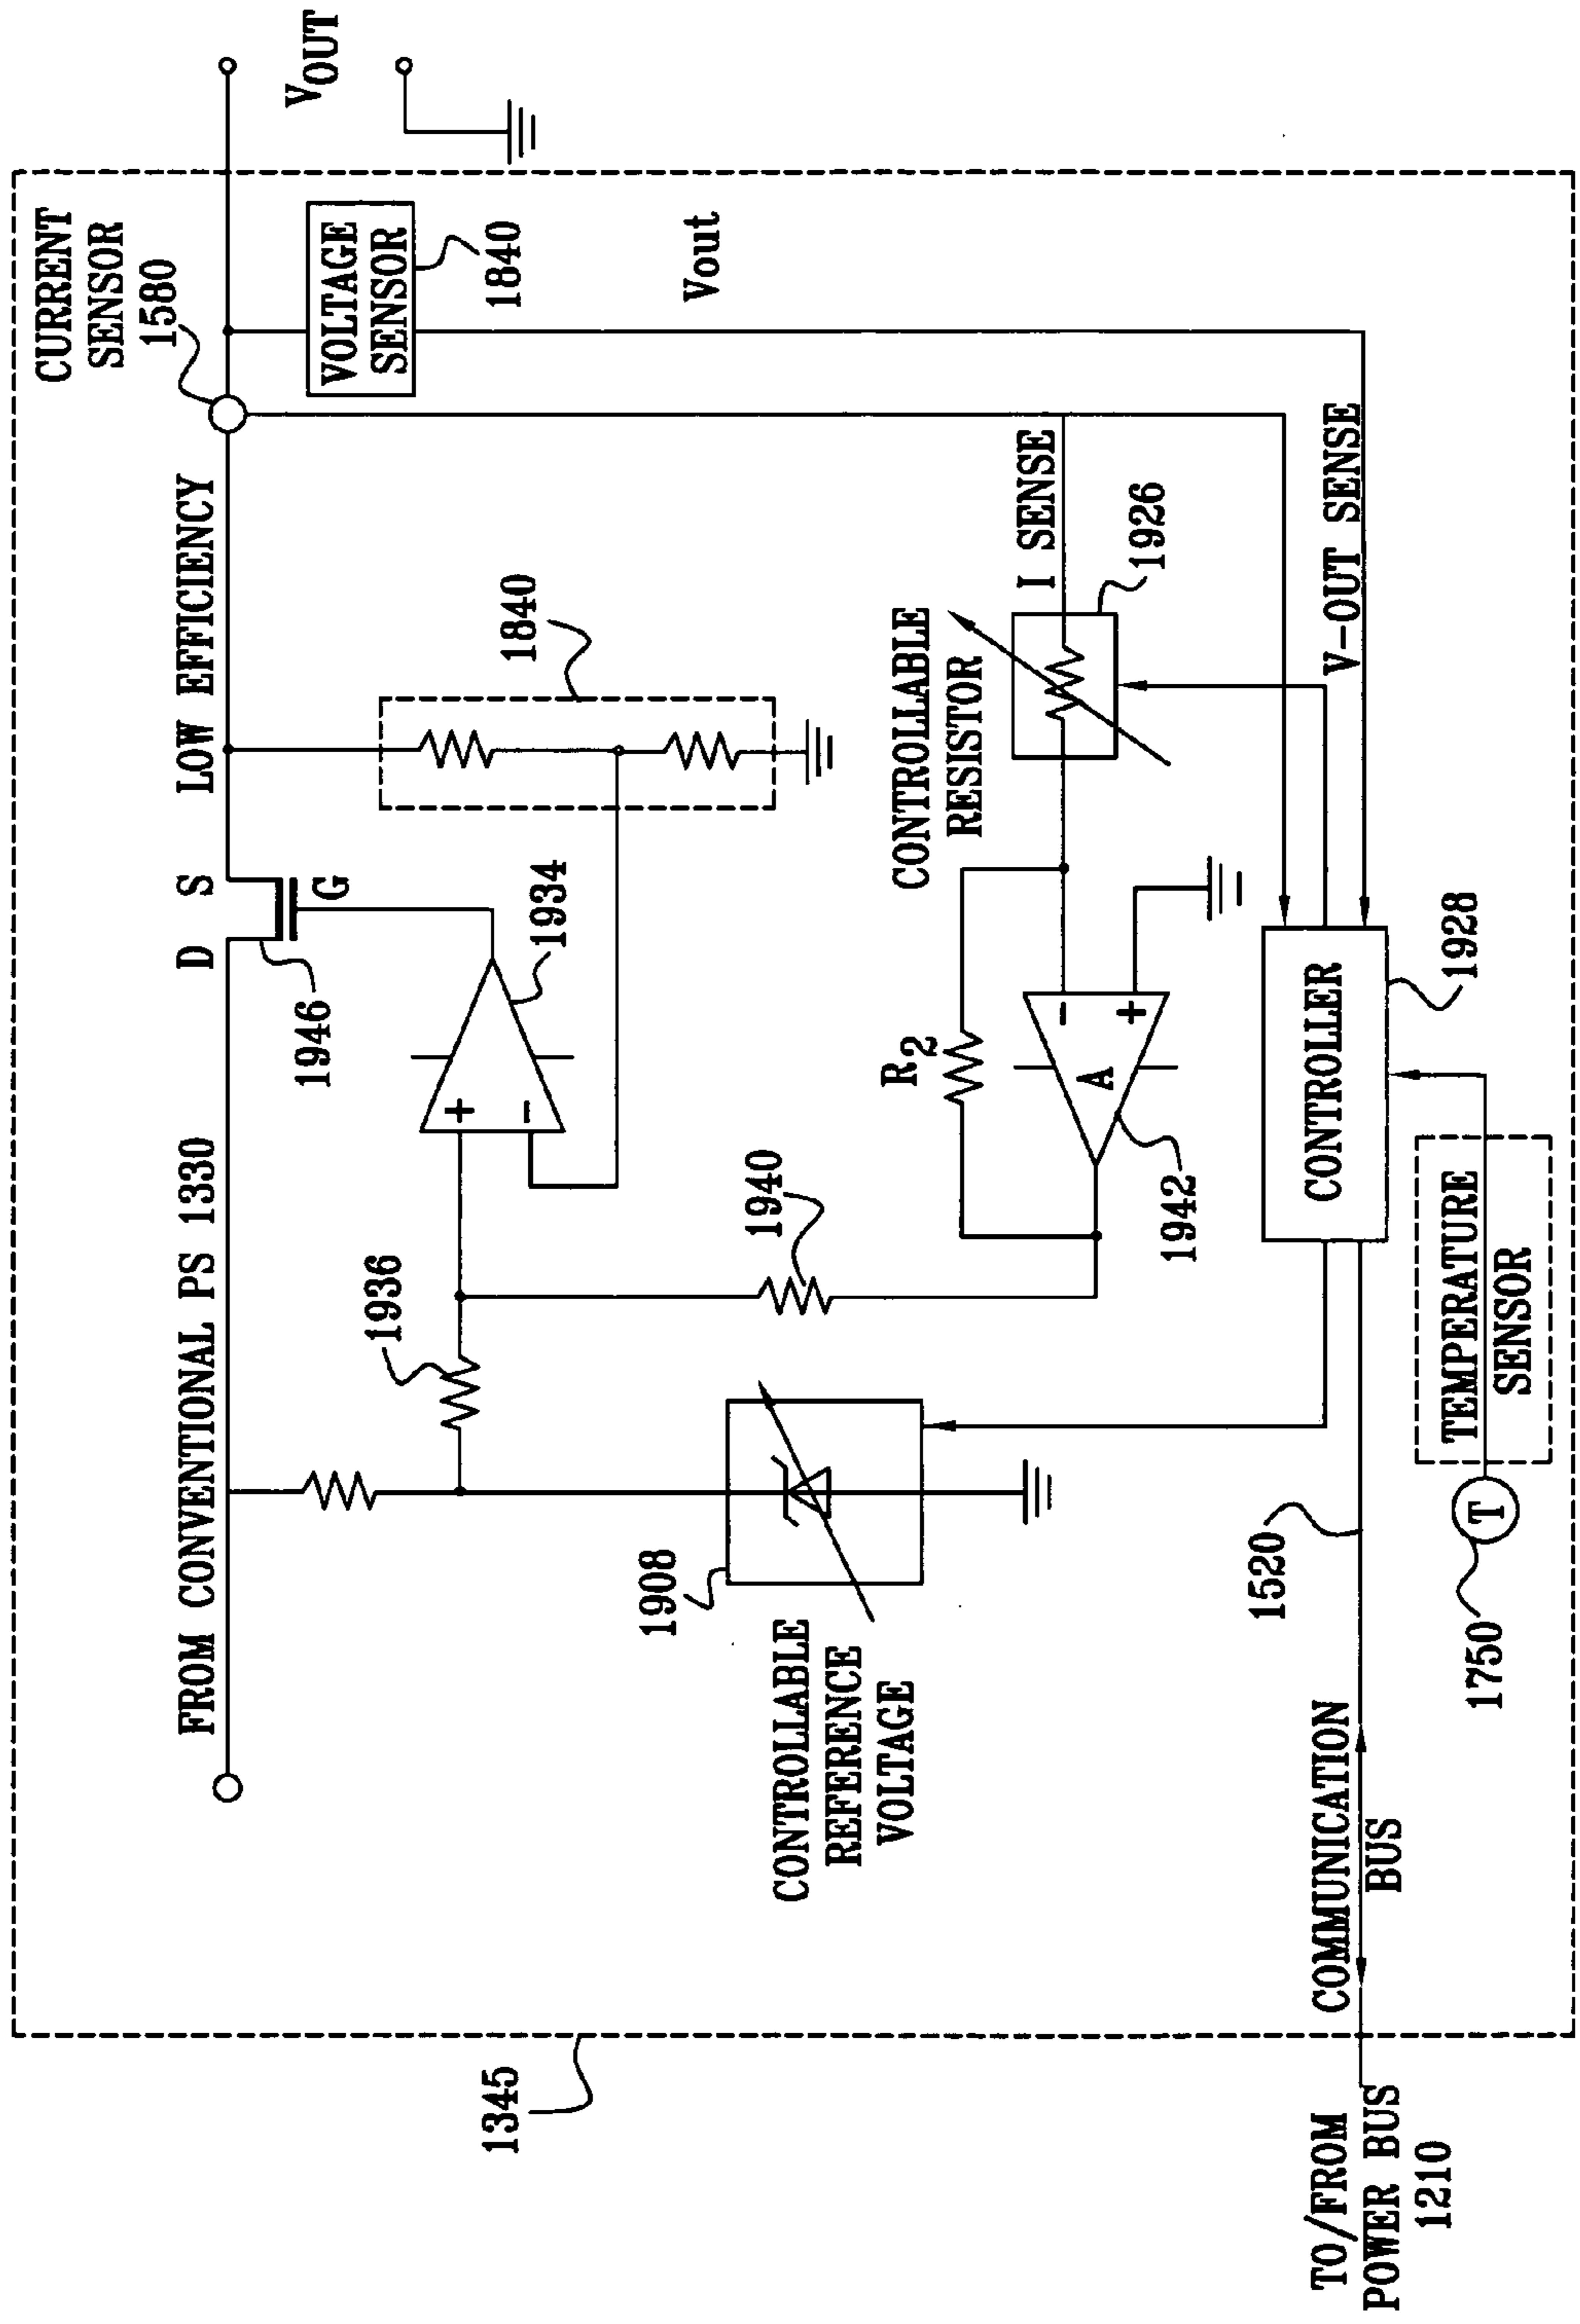 FROM CONVENTIONAL PS 1330
D
S
LOW EFFICIENCY
CURRENT
SENSOR
1580
VOUT
1946
G
1840
VOLTAGE
SENSOR
1840
Vout
1936
+
-
1934
1940
1908
CONTROLLABLE
REFERENCE
VOLTAGE
CONTROLLABLE
RESISTOR
I SENSE
1926
R2
-
+
A
1942
V-OUT SENSE
CONTROLLER
1928
1345
1520
COMMUNICATION
BUS
TEMPERATURE
SENSOR
T
1750
TO/FROM
POWER BUS
1210